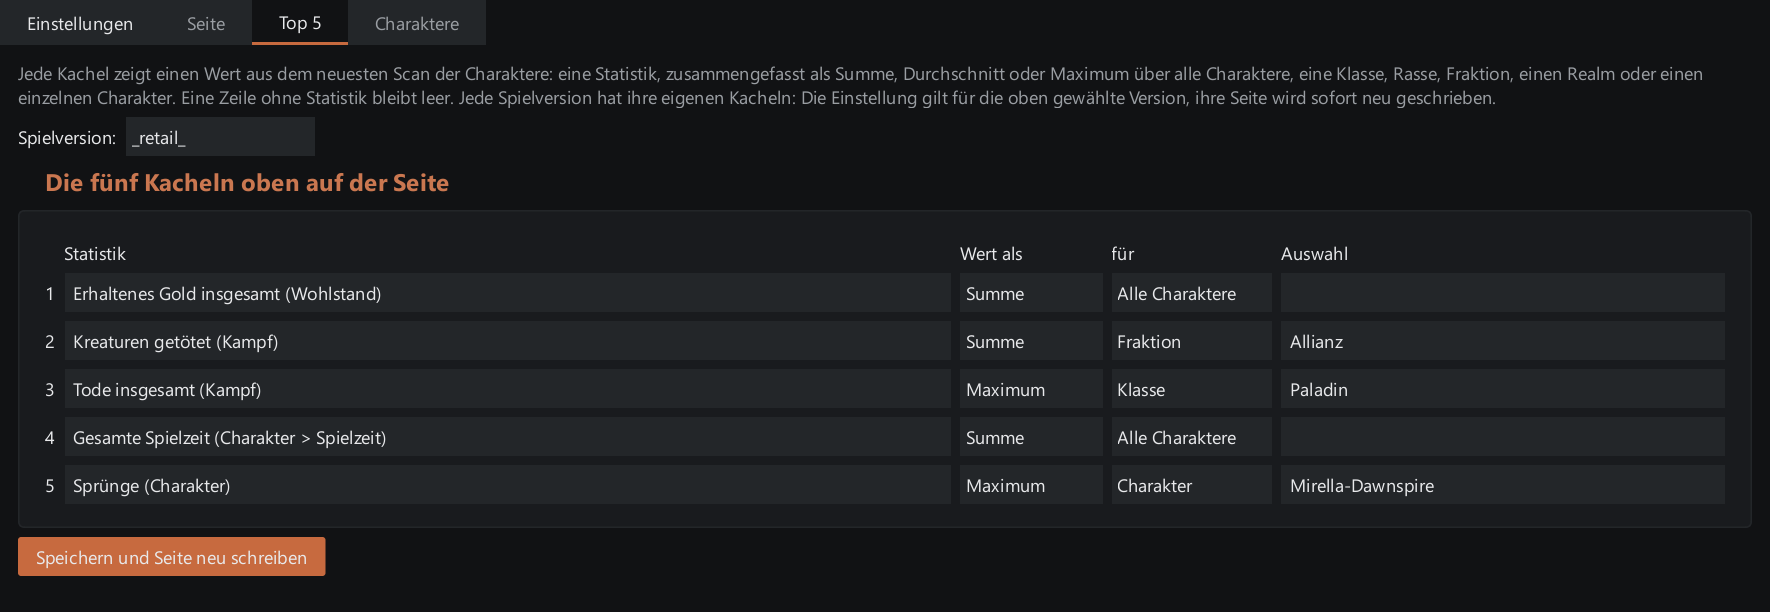 Einstellungen Seite Top 5 Charaktere
Jede Kachel zeigt einen Wert aus dem neuesten Scan der Charaktere: eine Statistik, zusammengefasst als Summe, Durchschnitt oder Maximum über alle Charaktere, eine Klasse, Rasse, Fraktion, einen Realm oder einen
einzelnen Charakter. Eine Zeile ohne Statistik bleibt leer. Jede Spielversion hat ihre eigenen Kacheln: Die Einstellung gilt für die oben gewählte Version, ihre Seite wird sofort neu geschrieben.
Spielversion: _retail_
Die fünf Kacheln oben auf der Seite
Statistik Wert als für Auswahl
1 Erhaltenes Gold insgesamt (Wohlstand) Summe Alle Charaktere
2 Kreaturen getötet (Kampf) Summe Fraktion Allianz
3 Tode insgesamt (Kampf) Maximum Klasse Paladin
4 Gesamte Spielzeit (Charakter > Spielzeit) Summe Alle Charaktere
5 Sprünge (Charakter) Maximum Charakter Mirella-Dawnspire
Speichern und Seite neu schreiben